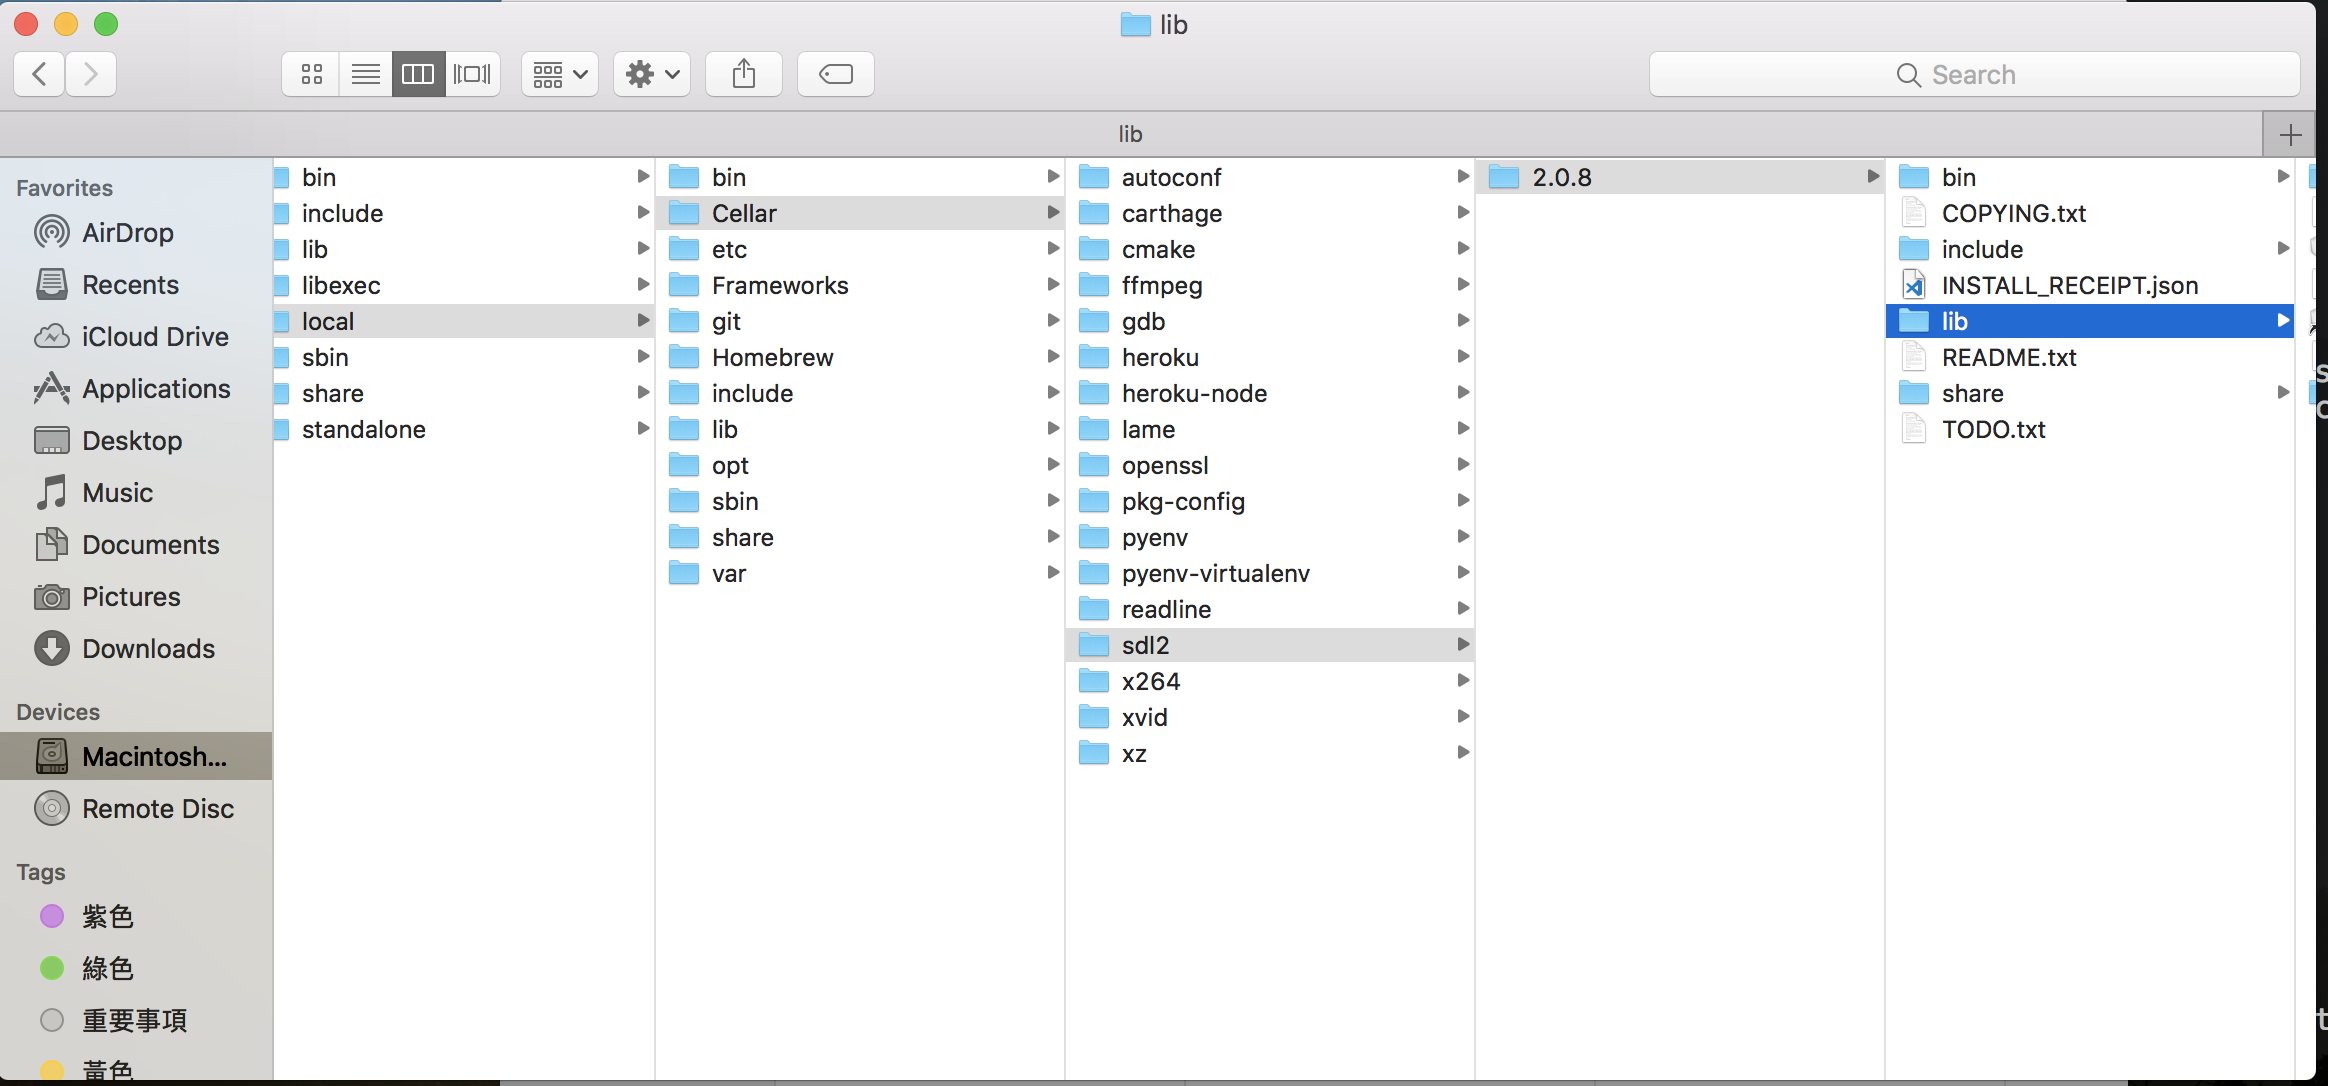 lib
Search
lib
Favorites
AirDrop
Recents
iCloud Drive
Applications
Desktop
Music
Documents
Pictures
Downloads
Devices
Macintosh...
Remote Disc
Tags
紫色
綠色
重要事項
黃色
bin
include
lib
libexec
local
sbin
share
standalone
bin
Cellar
etc
Frameworks
git
Homebrew
include
lib
opt
sbin
share
var
autoconf
carthage
cmake
ffmpeg
gdb
heroku
heroku-node
lame
openssl
pkg-config
pyenv
pyenv-virtualenv
readline
sdl2
x264
xvid
xz
2.0.8
bin
COPYING.txt
include
INSTALL_RECEIPT.json
lib
README.txt
share
TODO.txt